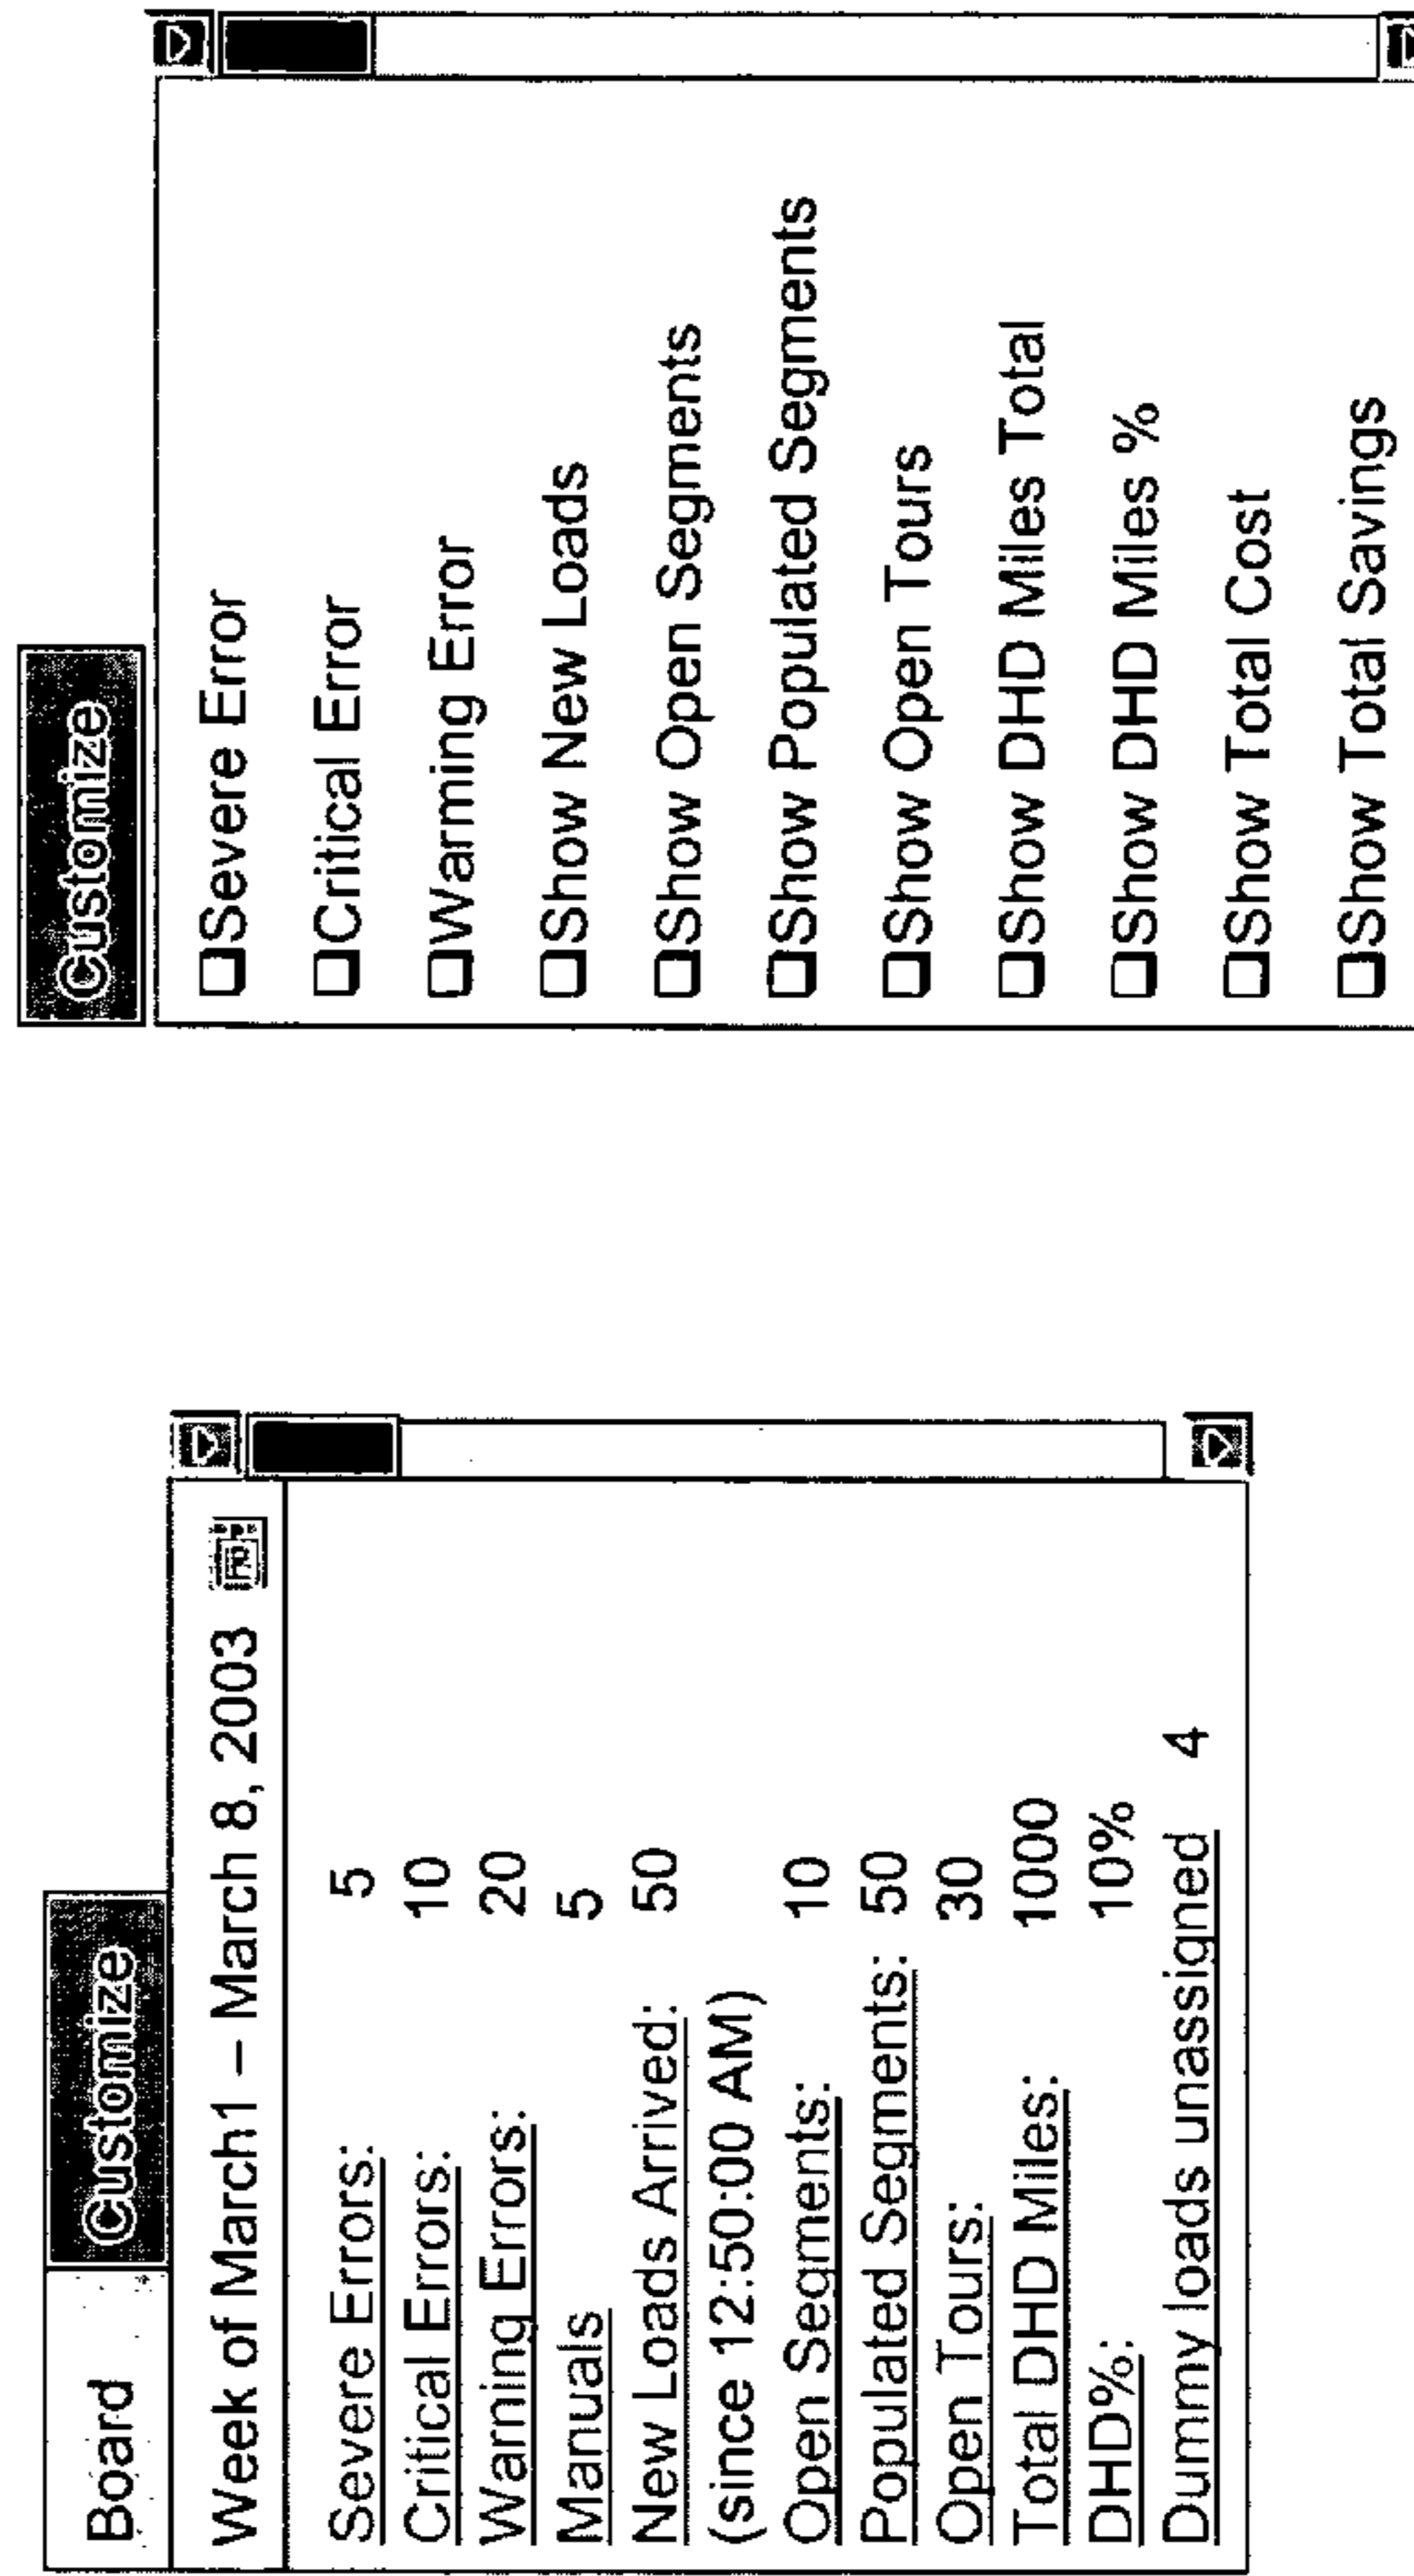 Board Customize
Week of March1 – March 8, 2003
Severe Errors: 5
Critical Errors: 10
Warning Errors: 20
Manuals 5
New Loads Arrived: 50
(since 12:50:00 AM)
Open Segments: 10
Populated Segments: 50
Open Tours: 30
Total DHD Miles: 1000
DHD%: 10%
Dummy loads unassigned 4
Customize
Severe Error
Critical Error
Warming Error
Show New Loads
Show Open Segments
Show Populated Segments
Show Open Tours
Show DHD Miles Total
Show DHD Miles %
Show Total Cost
Show Total Savings